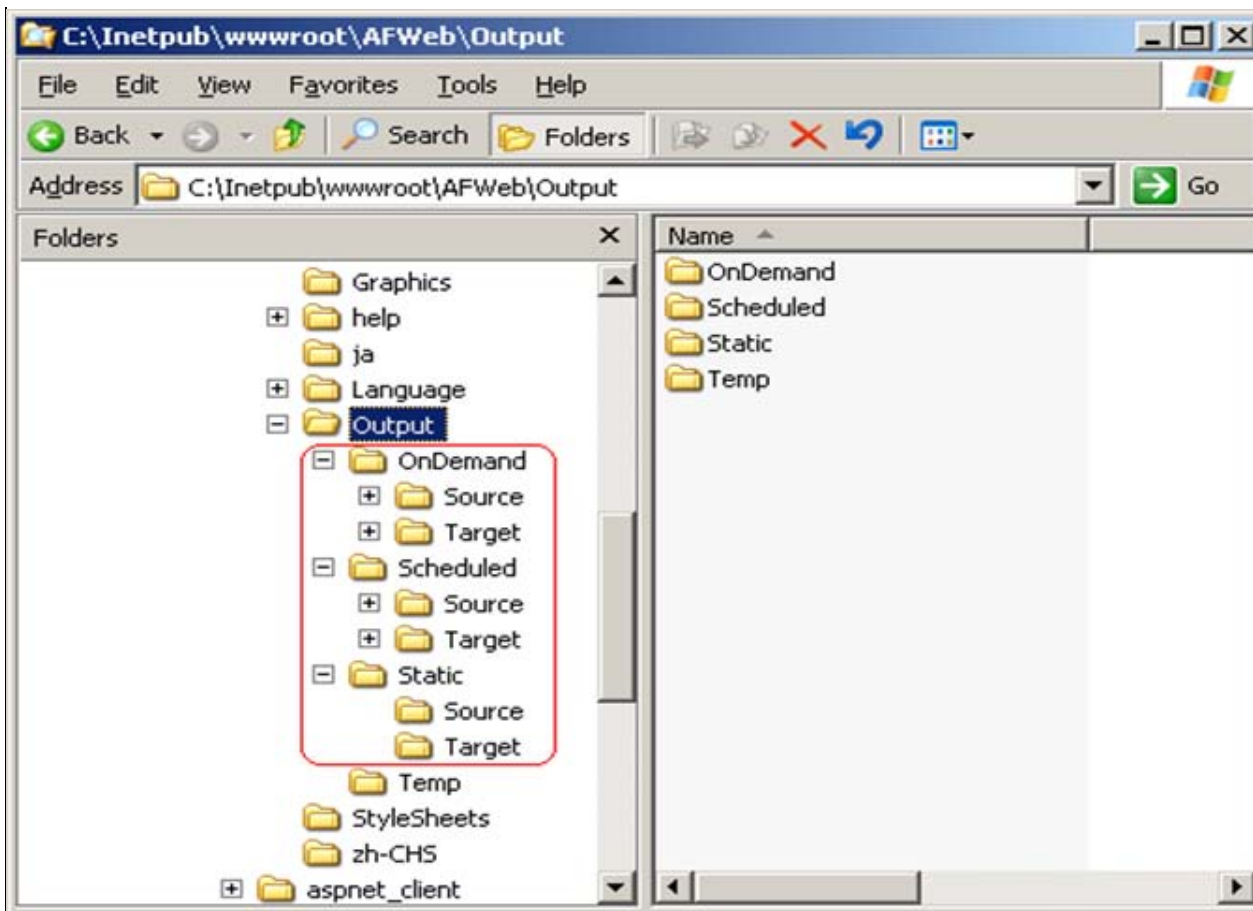 C:\Inetpub\wwwroot\AFWeb\Output
File Edit View Favorites Tools Help
Back Search Folders
Address C:\Inetpub\wwwroot\AFWeb\Output Go
Folders
Graphics
help
ja
Language
Output
OnDemand
Source
Target
Scheduled
Source
Target
Static
Source
Target
Temp
StyleSheets
zh-CHS
aspnet_client
Name
OnDemand
Scheduled
Static
Temp